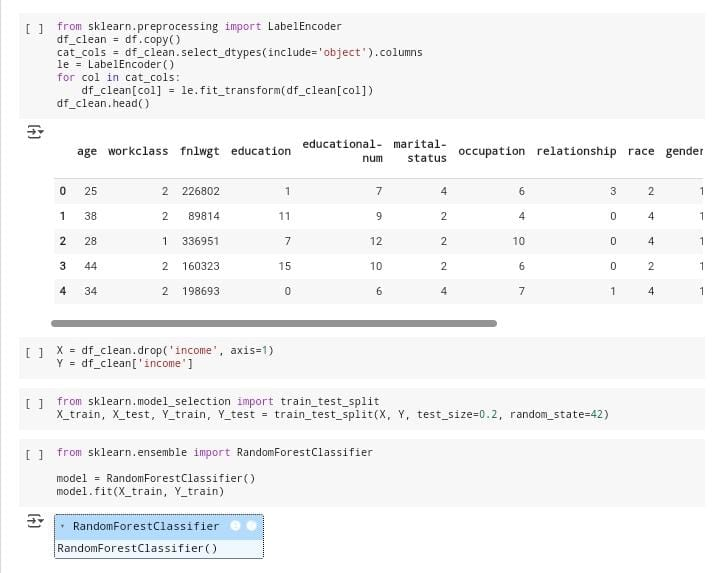 [ ] from sklearn.preprocessing import LabelEncoder
df_clean = df.copy()
cat_cols = df_clean.select_dtypes(include='object').columns
le = LabelEncoder()
for col in cat_cols:
    df_clean[col] = le.fit_transform(df_clean[col])
df_clean.head()
age workclass fnlwgt education educational-num marital-status occupation relationship race gender
0 25 2 226802 1 7 4 6 3 2 1
1 38 2 89814 11 9 2 4 0 4 1
2 28 1 336951 7 12 2 10 0 4 1
3 44 2 160323 15 10 2 6 0 2 1
4 34 2 198693 0 6 4 7 1 4 1
[ ] X = df_clean.drop('income', axis=1)
Y = df_clean['income']
[ ] from sklearn.model_selection import train_test_split
X_train, X_test, Y_train, Y_test = train_test_split(X, Y, test_size=0.2, random_state=42)
[ ] from sklearn.ensemble import RandomForestClassifier
model = RandomForestClassifier()
model.fit(X_train, Y_train)
RandomForestClassifier
RandomForestClassifier()